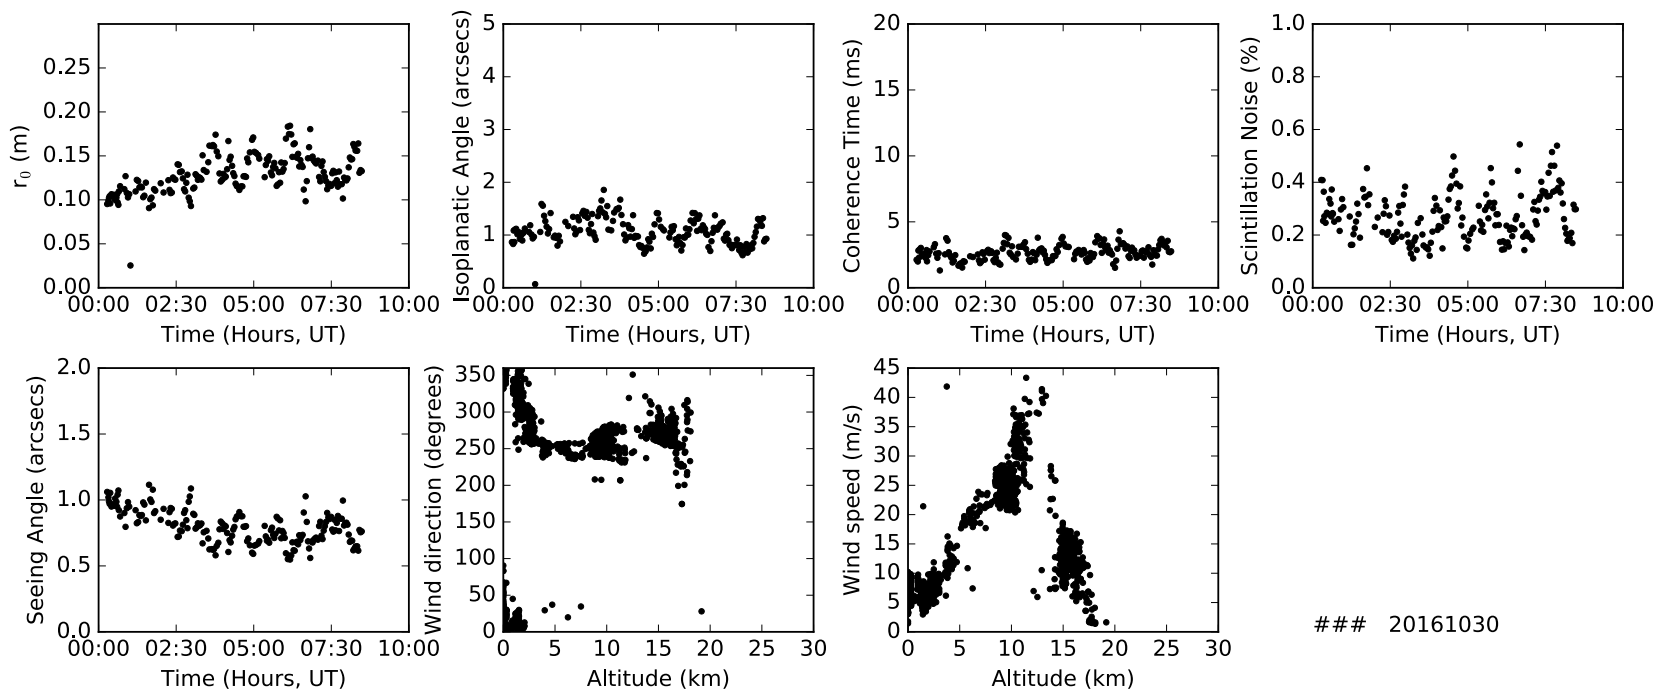 r₀ (m)
0.25
0.20
0.15
0.10
0.05
0.00
00:00 02:30 05:00 07:30 10:00
Time (Hours, UT)
Isoplanatic Angle (arcsecs)
5
4
3
2
1
0
00:00 02:30 05:00 07:30 10:00
Time (Hours, UT)
Coherence Time (ms)
20
15
10
5
0
00:00 02:30 05:00 07:30 10:00
Time (Hours, UT)
Scintillation Noise (%)
1.0
0.8
0.6
0.4
0.2
0.0
00:00 02:30 05:00 07:30 10:00
Time (Hours, UT)
Seeing Angle (arcsecs)
2.0
1.5
1.0
0.5
0.0
00:00 02:30 05:00 07:30 10:00
Time (Hours, UT)
Wind direction (degrees)
350
300
250
200
150
100
50
0
0 5 10 15 20 25 30
Altitude (km)
Wind speed (m/s)
45
40
35
30
25
20
15
10
5
0
0 5 10 15 20 25 30
Altitude (km)
### 20161030